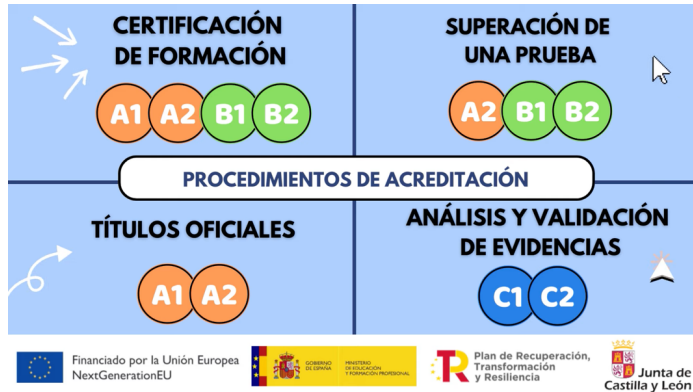 CERTIFICACIÓN
DE FORMACIÓN
A1 A2 B1 B2
SUPERACIÓN DE
UNA PRUEBA
A2 B1 B2
PROCEDIMIENTOS DE ACREDITACIÓN
TÍTULOS OFICIALES
A1 A2
ANÁLISIS Y VALIDACIÓN
DE EVIDENCIAS
C1 C2
Financiado por la Unión Europea
NextGenerationEU
GOBIERNO
DE ESPAÑA
MINISTERIO
DE EDUCACIÓN
Y FORMACIÓN PROFESIONAL
TR
Plan de Recuperación,
Transformación
y Resiliencia
Junta de
Castilla y León